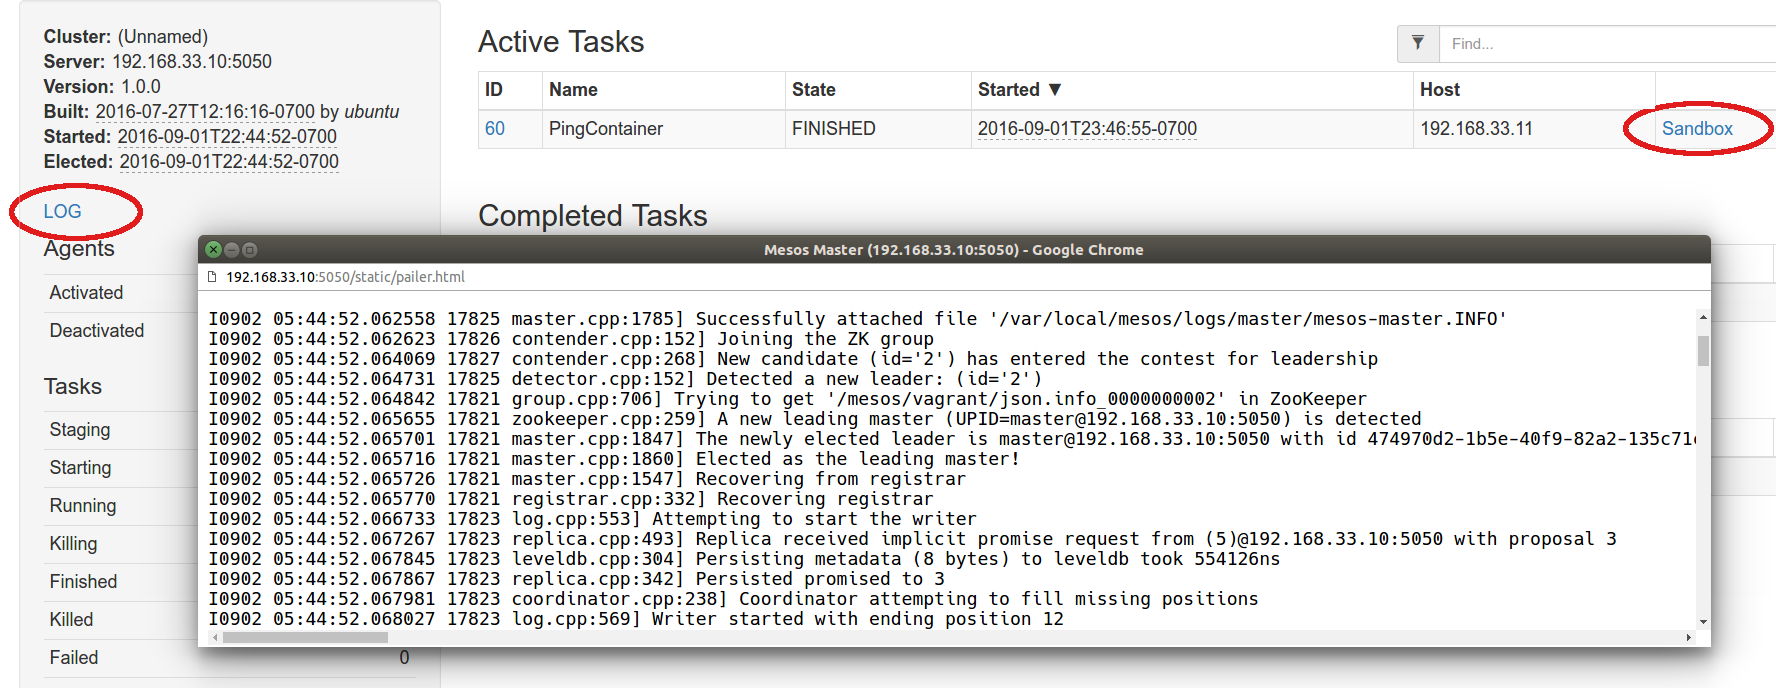 Cluster: (Unnamed)
Server: 192.168.33.10:5050
Version: 1.0.0
Built: 2016-07-27T12:16:16-0700 by ubuntu
Started: 2016-09-01T22:44:52-0700
Elected: 2016-09-01T22:44:52-0700
LOG
Agents
Activated
Deactivated
Tasks
Staging
Starting
Running
Killing
Finished
Killed
Failed 0
Active Tasks
Find...
ID Name State Started ▼ Host
60 PingContainer FINISHED 2016-09-01T23:46:55-0700 192.168.33.11 Sandbox
Completed Tasks
Mesos Master (192.168.33.10:5050) - Google Chrome
192.168.33.10:5050/static/pailer.html
I0902 05:44:52.062558 17825 master.cpp:1785] Successfully attached file '/var/local/mesos/logs/master/mesos-master.INFO'
I0902 05:44:52.062623 17826 contender.cpp:152] Joining the ZK group
I0902 05:44:52.064069 17827 contender.cpp:268] New candidate (id='2') has entered the contest for leadership
I0902 05:44:52.064731 17825 detector.cpp:152] Detected a new leader: (id='2')
I0902 05:44:52.064842 17821 group.cpp:706] Trying to get '/mesos/vagrant/json.info_0000000002' in ZooKeeper
I0902 05:44:52.065655 17821 zookeeper.cpp:259] A new leading master (UPID=master@192.168.33.10:5050) is detected
I0902 05:44:52.065701 17821 master.cpp:1847] The newly elected leader is master@192.168.33.10:5050 with id 474970d2-1b5e-40f9-82a2-135c71
I0902 05:44:52.065716 17821 master.cpp:1860] Elected as the leading master!
I0902 05:44:52.065726 17821 master.cpp:1547] Recovering from registrar
I0902 05:44:52.065770 17821 registrar.cpp:332] Recovering registrar
I0902 05:44:52.066733 17823 log.cpp:553] Attempting to start the writer
I0902 05:44:52.067267 17823 replica.cpp:493] Replica received implicit promise request from (5)@192.168.33.10:5050 with proposal 3
I0902 05:44:52.067845 17823 leveldb.cpp:304] Persisting metadata (8 bytes) to leveldb took 554126ns
I0902 05:44:52.067867 17823 replica.cpp:342] Persisted promised to 3
I0902 05:44:52.067981 17823 coordinator.cpp:238] Coordinator attempting to fill missing positions
I0902 05:44:52.068027 17823 log.cpp:569] Writer started with ending position 12